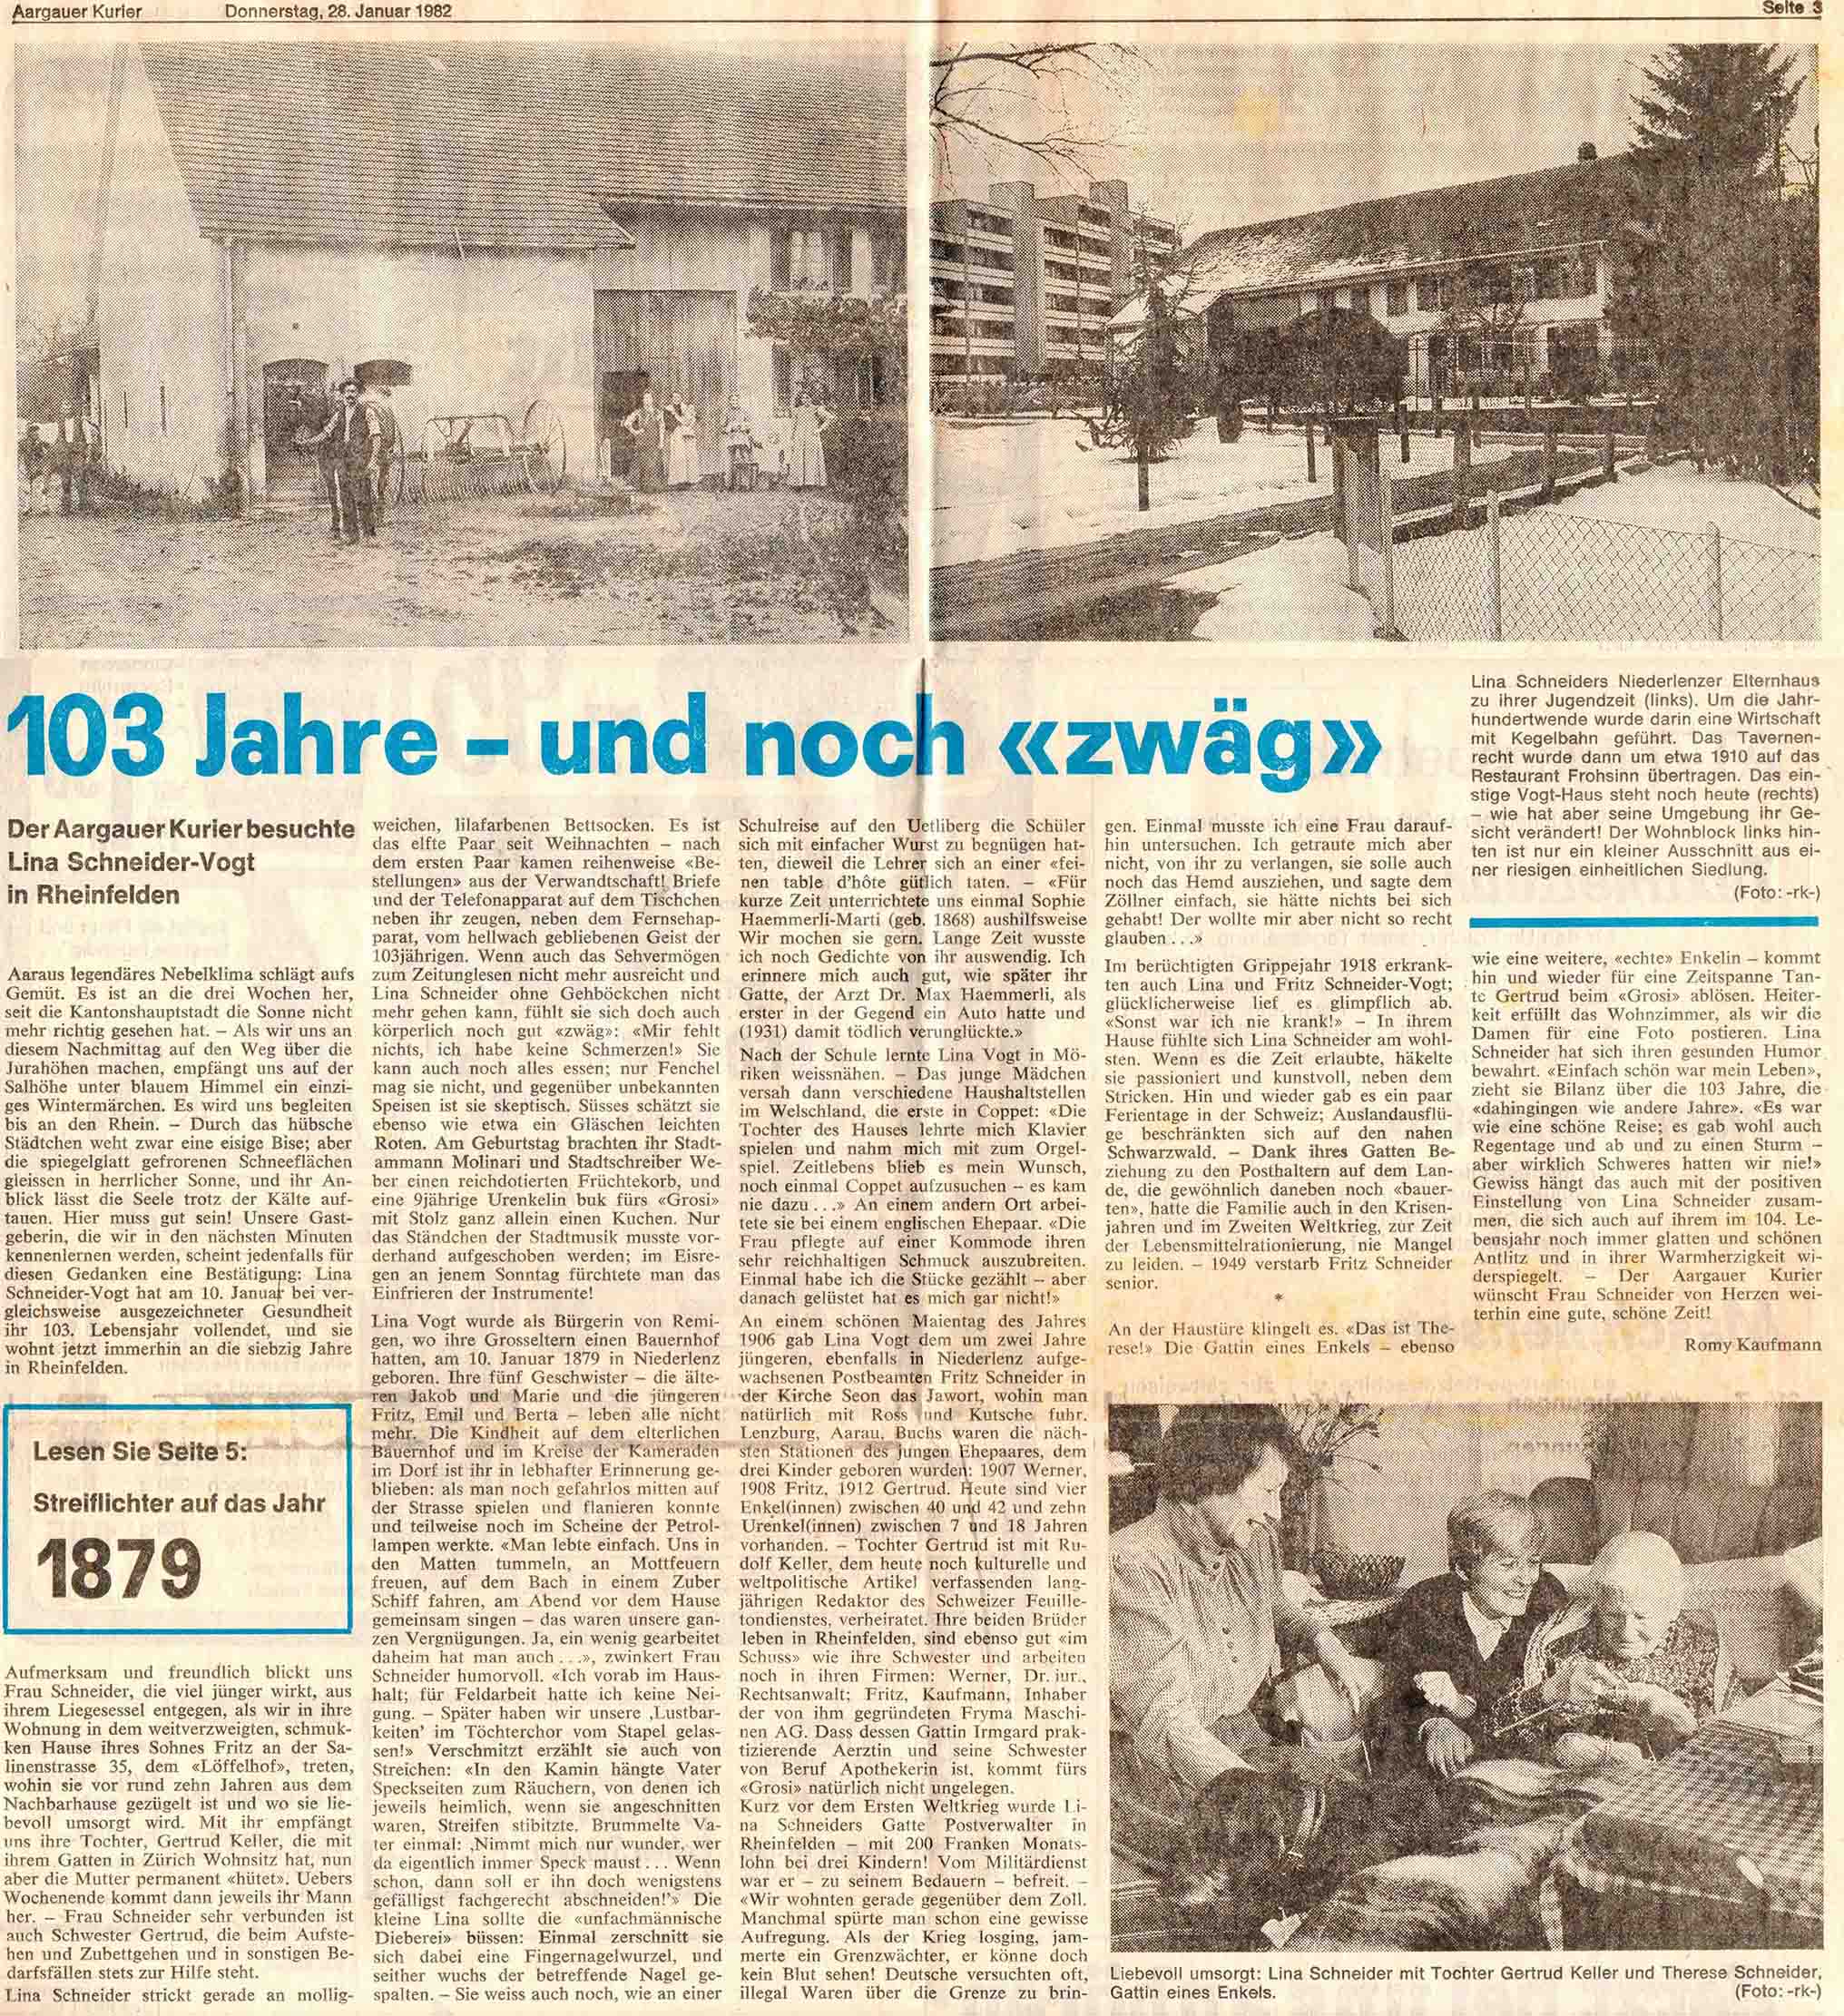 Aargauer Kurier
Donnerstag, 28. Januar 1982
Seite 3
103 Jahre – und noch «zwäg»
Lina Schneiders Niederlenzer Elternhaus
zu ihrer Jugendzeit (links). Um die Jahr-
hundertwende wurde darin eine Wirtschaft
mit Kegelbahn geführt. Das Tavernen-
recht wurde dann um etwa 1910 auf das
Restaurant Frohsinn übertragen. Das ein-
stige Vogt-Haus steht noch heute (rechts)
– wie hat aber seine Umgebung ihr Ge-
sicht verändert! Der Wohnblock links hin-
ten ist nur ein kleiner Ausschnitt aus ei-
ner riesigen einheitlichen Siedlung.
(Foto: -rk-)
Der Aargauer Kurier besuchte
Lina Schneider-Vogt
in Rheinfelden
Aaraus legendäres Nebelklima schlägt aufs
Gemüt. Es ist an die drei Wochen her,
seit die Kantonshauptstadt die Sonne nicht
mehr richtig gesehen hat. – Als wir uns an
diesem Nachmittag auf den Weg über die
Jurahöhen machen, empfängt uns auf der
Salhöhe unter blauem Himmel ein einzi-
ges Wintermärchen. Es wird uns begleiten
bis an den Rhein. – Durch das hübsche
Städtchen weht zwar eine eisige Bise; aber
die spiegelglatt gefrorenen Schneeflächen
gleissen in herrlicher Sonne, und ihr An-
blick lässt die Seele trotz der Kälte auf-
tauen. Hier muss gut sein! Unsere Gast-
geberin, die wir in den nächsten Minuten
kennenlernen werden, scheint jedenfalls für
diesen Gedanken eine Bestätigung: Lina
Schneider-Vogt hat am 10. Januar bei ver-
gleichsweise ausgezeichneter Gesundheit
ihr 103. Lebensjahr vollendet, und sie
wohnt jetzt immerhin an die siebzig Jahre
in Rheinfelden.
Lesen Sie Seite 5:
Streiflichter auf das Jahr
1879
Aufmerksam und freundlich blickt uns
Frau Schneider, die viel jünger wirkt, aus
ihrem Liegesessel entgegen, als wir in ihre
Wohnung in dem weitverzweigten, schmuk-
ken Hause ihres Sohnes Fritz an der Sa-
linenstrasse 35, dem «Löffelhof», treten,
wohin sie vor rund zehn Jahren aus dem
Nachbarhause gezügelt ist und wo sie lie-
bevoll umsorgt wird. Mit ihr empfängt
uns ihre Tochter, Gertrud Keller, die mit
ihrem Gatten in Zürich Wohnsitz hat, nun
aber die Mutter permanent «hütet». Uebers
Wochenende kommt dann jeweils ihr Mann
her. – Frau Schneider sehr verbunden ist
auch Schwester Gertrud, die beim Aufste-
hen und Zubettgehen und in sonstigen Be-
darfsfällen stets zur Hilfe steht.
Lina Schneider strickt gerade an mollig-
weichen, lilafarbenen Bettsocken. Es ist
das elfte Paar seit Weihnachten – nach
dem ersten Paar kamen reihenweise «Be-
stellungen» aus der Verwandtschaft! Briefe
und der Telefonapparat auf dem Tischchen
neben ihr zeugen, neben dem Fernsehap-
parat, vom hellwach gebliebenen Geist der
103jährigen. Wenn auch das Sehvermögen
zum Zeitunglesen nicht mehr ausreicht und
Lina Schneider ohne Gehböckchen nicht
mehr gehen kann, fühlt sie sich doch auch
körperlich noch gut «zwäg»: «Mir fehlt
nichts, ich habe keine Schmerzen!» Sie
kann auch noch alles essen; nur Fenchel
mag sie nicht, und gegenüber unbekannten
Speisen ist sie skeptisch. Süsses schätzt sie
ebenso wie etwa ein Gläschen leichten
Roten. Am Geburtstag brachten ihr Stadt-
ammann Molinari und Stadtschreiber We-
ber einen reichdotierten Früchtekorb, und
eine 9jährige Urenkelin buk fürs «Grosi»
mit Stolz ganz allein einen Kuchen. Nur
das Ständchen der Stadtmusik musste vor-
derhand aufgeschoben werden; im Eisre-
gen an jenem Sonntag fürchtete man das
Einfrieren der Instrumente!
Lina Vogt wurde als Bürgerin von Remi-
gen, wo ihre Grosseltern einen Bauernhof
hatten, am 10. Januar 1879 in Niederlenz
geboren. Ihre fünf Geschwister – die älte-
ren Jakob und Marie und die jüngeren
Fritz, Emil und Berta – leben alle nicht
mehr. Die Kindheit auf dem elterlichen
Bauernhof und im Kreise der Kameraden
im Dorf ist ihr in lebhafter Erinnerung ge-
blieben: als man noch gefahrlos mitten auf
der Strasse spielen und flanieren konnte
und teilweise noch im Scheine der Petrol-
lampen werkte. «Man lebte einfach. Uns in
den Matten tummeln, an Mottfeuern
freuen, auf dem Bach in einem Zuber
Schiff fahren, am Abend vor dem Hause
gemeinsam singen – das waren unsere gan-
zen Vergnügungen. Ja, ein wenig gearbeitet
daheim hat man auch . . .», zwinkert Frau
Schneider humorvoll. «Ich vorab im Haus-
halt; für Feldarbeit hatte ich keine Nei-
gung. – Später haben wir unsere ‚Lustbar-
keiten' im Töchterchor vom Stapel gelas-
sen!» Verschmitzt erzählt sie auch von
Streichen: «In den Kamin hängte Vater
Speckseiten zum Räuchern, von denen ich
jeweils heimlich, wenn sie angeschnitten
waren, Streifen stibitzte. Brummelte Va-
ter einmal: ‚Nimmt mich nur wunder, wer
da eigentlich immer Speck maust . . . Wenn
schon, dann soll er ihn doch wenigstens
gefälligst fachgerecht abschneiden!'» Die
kleine Lina sollte die «unfachmännische
Dieberei» büssen: Einmal zerschnitt sie
sich dabei eine Fingernagelwurzel, und
seither wuchs der betreffende Nagel ge-
spalten. – Sie weiss auch noch, wie an einer
Schulreise auf den Uetliberg die Schüler
sich mit einfacher Wurst zu begnügen hat-
ten, dieweil die Lehrer sich an einer «fei-
nen table d'hôte gütlich taten. – «Für
kurze Zeit unterrichtete uns einmal Sophie
Haemmerli-Marti (geb. 1868) aushilfsweise
Wir mochen sie gern. Lange Zeit wusste
ich noch Gedichte von ihr auswendig. Ich
erinnere mich auch gut, wie später ihr
Gatte, der Arzt Dr. Max Haemmerli, als
erster in der Gegend ein Auto hatte und
(1931) damit tödlich verunglückte.»
Nach der Schule lernte Lina Vogt in Mö-
riken weissnähen. – Das junge Mädchen
versah dann verschiedene Haushaltstellen
im Welschland, die erste in Coppet: «Die
Tochter des Hauses lehrte mich Klavier
spielen und nahm mich mit zum Orgel-
spiel. Zeitlebens blieb es mein Wunsch,
noch einmal Coppet aufzusuchen – es kam
nie dazu . . .» An einem andern Ort arbei-
tete sie bei einem englischen Ehepaar. «Die
Frau pflegte auf einer Kommode ihren
sehr reichhaltigen Schmuck auszubreiten.
Einmal habe ich die Stücke gezählt – aber
danach gelüstet hat es mich gar nicht!»
An einem schönen Maientag des Jahres
1906 gab Lina Vogt dem um zwei Jahre
jüngeren, ebenfalls in Niederlenz aufge-
wachsenen Postbeamten Fritz Schneider in
der Kirche Seon das Jawort, wohin man
natürlich mit Ross und Kutsche fuhr.
Lenzburg, Aarau, Buchs waren die näch-
sten Stationen des jungen Ehepaares, dem
drei Kinder geboren wurden: 1907 Werner,
1908 Fritz, 1912 Gertrud. Heute sind vier
Enkel(innen) zwischen 40 und 42 und zehn
Urenkel(innen) zwischen 7 und 18 Jahren
vorhanden. – Tochter Gertrud ist mit Ru-
dolf Keller, dem heute noch kulturelle und
weltpolitische Artikel verfassenden lang-
jährigen Redaktor des Schweizer Feuille-
tondienstes, verheiratet. Ihre beiden Brüder
leben in Rheinfelden, sind ebenso gut «im
Schuss» wie ihre Schwester und arbeiten
noch in ihren Firmen: Werner, Dr. iur.,
Rechtsanwalt; Fritz, Kaufmann, Inhaber
der von ihm gegründeten Fryma Maschi-
nen AG. Dass dessen Gattin Irmgard prak-
tizierende Aerztin und seine Schwester
von Beruf Apothekerin ist, kommt fürs
«Grosi» natürlich nicht ungelegen.
Kurz vor dem Ersten Weltkrieg wurde Li-
na Schneiders Gatte Postverwalter in
Rheinfelden – mit 200 Franken Monats-
lohn bei drei Kindern! Vom Militärdienst
war er – zu seinem Bedauern – befreit. –
«Wir wohnten gerade gegenüber dem Zoll.
Manchmal spürte man schon eine gewisse
Aufregung. Als der Krieg losging, jam-
merte ein Grenzwächter, er könne doch
kein Blut sehen! Deutsche versuchten oft,
illegal Waren über die Grenze zu brin-
gen. Einmal musste ich eine Frau darauf-
hin untersuchen. Ich getraute mich aber
nicht, von ihr zu verlangen, sie solle auch
noch das Hemd ausziehen, und sagte dem
Zöllner einfach, sie hätte nichts bei sich
gehabt! Der wollte mir aber nicht so recht
glauben . . .»
Im berüchtigten Grippejahr 1918 erkrank-
ten auch Lina und Fritz Schneider-Vogt;
glücklicherweise lief es glimpflich ab.
«Sonst war ich nie krank!» – In ihrem
Hause fühlte sich Lina Schneider am wohl-
sten. Wenn es die Zeit erlaubte, häkelte
sie passioniert und kunstvoll, neben dem
Stricken. Hin und wieder gab es ein paar
Ferientage in der Schweiz; Auslandausflü-
ge beschränkten sich auf den nahen
Schwarzwald. – Dank ihres Gatten Be-
ziehung zu den Posthaltern auf dem Lan-
de, die gewöhnlich daneben noch «bauer-
ten», hatte die Familie auch in den Krisen-
jahren und im Zweiten Weltkrieg, zur Zeit
der Lebensmittelrationierung, nie Mangel
zu leiden. – 1949 verstarb Fritz Schneider
senior.
*
An der Haustüre klingelt es. «Das ist The-
rese!» Die Gattin eines Enkels – ebenso
wie eine weitere, «echte» Enkelin – kommt
hin und wieder für eine Zeitspanne Tan-
te Gertrud beim «Grosi» ablösen. Heiter-
keit erfüllt das Wohnzimmer, als wir die
Damen für eine Foto postieren. Lina
Schneider hat sich ihren gesunden Humor
bewahrt. «Einfach schön war mein Leben»,
zieht sie Bilanz über die 103 Jahre, die
«dahingingen wie andere Jahre». «Es war
wie eine schöne Reise; es gab wohl auch
Regentage und ab und zu einen Sturm –
aber wirklich Schweres hatten wir nie!»
Gewiss hängt das auch mit der positiven
Einstellung von Lina Schneider zusam-
men, die sich auch auf ihrem im 104. Le-
bensjahr noch immer glatten und schönen
Antlitz und in ihrer Warmherzigkeit wi-
derspiegelt. – Der Aargauer Kurier
wünscht Frau Schneider von Herzen wei-
terhin eine gute, schöne Zeit!
Romy Kaufmann
Liebevoll umsorgt: Lina Schneider mit Tochter Gertrud Keller und Therese Schneider,
Gattin eines Enkels.
(Foto: -rk-)